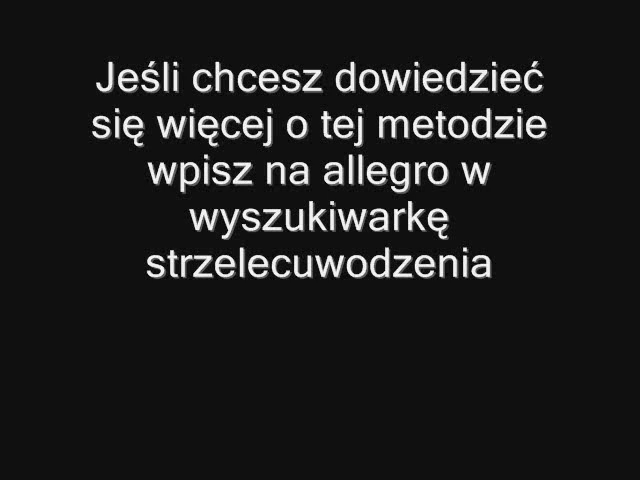 Jeśli chcesz dowiedzieć
się więcej o tej metodzie
wpisz na allegro w
wyszukiwarkę
strzelecuwodzenia